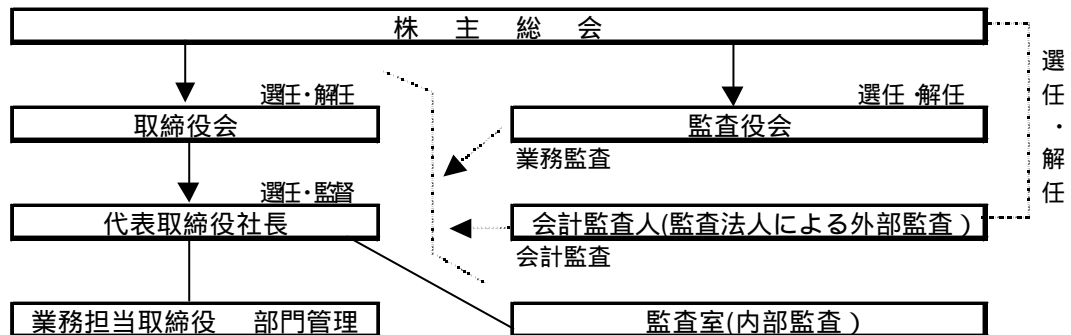 株 主 総 会
選任・解任
選任・解任
取締役会
監査役会
業務監査
選任・解任
選任・監督
代表取締役社長
会計監査人(監査法人による外部監査)
会計監査
業務担当取締役 部門管理
監査室(内部監査)